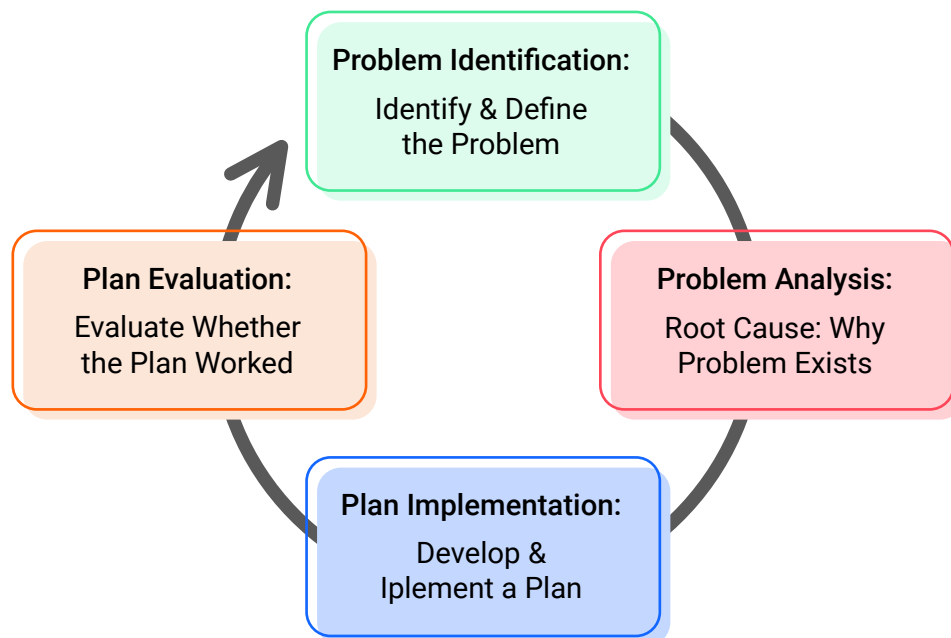 Problem Identification:
Identify & Define
the Problem
Problem Analysis:
Root Cause: Why
Problem Exists
Plan Implementation:
Develop &
Iplement a Plan
Plan Evaluation:
Evaluate Whether
the Plan Worked